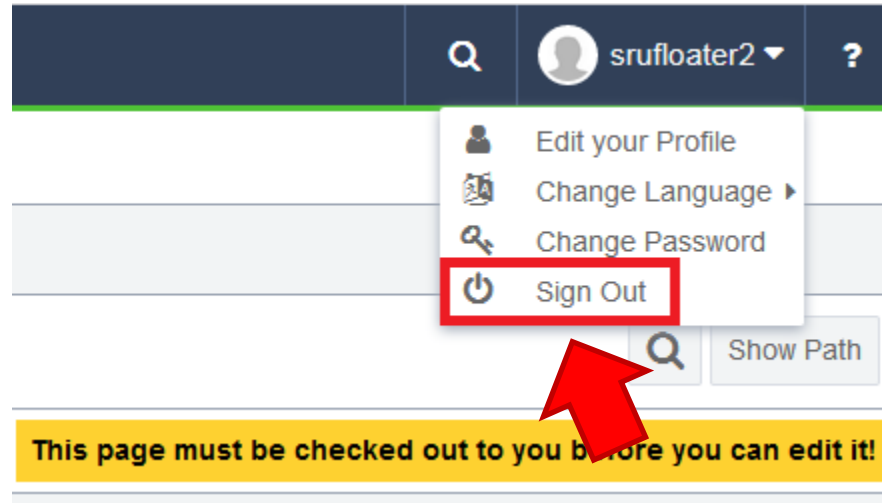 srufloater2
?
Edit your Profile
Change Language
Change Password
Sign Out
Show Path
This page must be checked out to you before you can edit it!